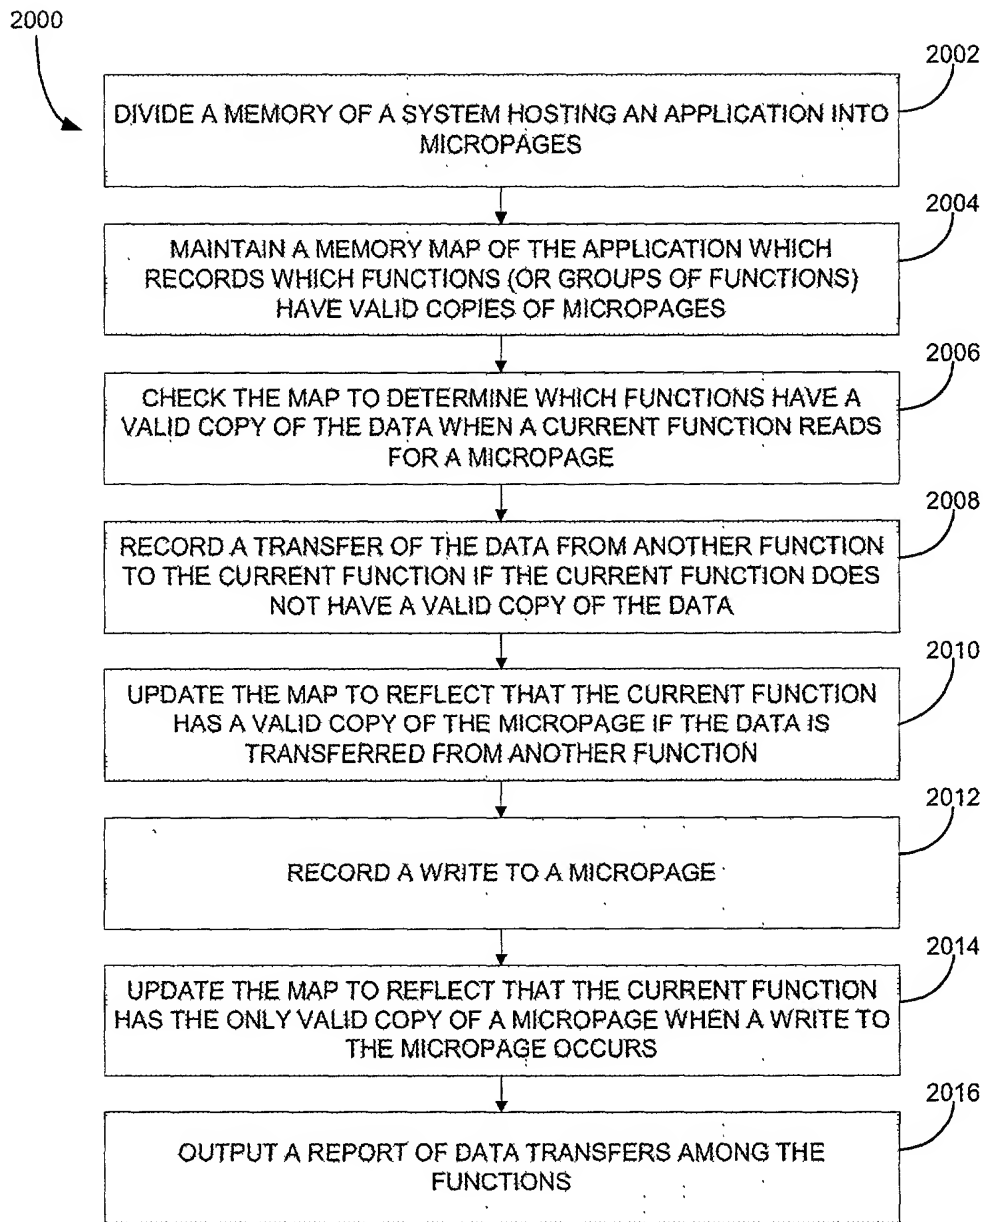 2000
2002
DIVIDE A MEMORY OF A SYSTEM HOSTING AN APPLICATION INTO
MICROPAGES
2004
MAINTAIN A MEMORY MAP OF THE APPLICATION WHICH
RECORDS WHICH FUNCTIONS (OR GROUPS OF FUNCTIONS)
HAVE VALID COPIES OF MICROPAGES
2006
CHECK THE MAP TO DETERMINE WHICH FUNCTIONS HAVE A
VALID COPY OF THE DATA WHEN A CURRENT FUNCTION READS
FOR A MICROPAGE
2008
RECORD A TRANSFER OF THE DATA FROM ANOTHER FUNCTION
TO THE CURRENT FUNCTION IF THE CURRENT FUNCTION DOES
NOT HAVE A VALID COPY OF THE DATA
2010
UPDATE THE MAP TO REFLECT THAT THE CURRENT FUNCTION
HAS A VALID COPY OF THE MICROPAGE IF THE DATA IS
TRANSFERRED FROM ANOTHER FUNCTION
2012
RECORD A WRITE TO A MICROPAGE
2014
UPDATE THE MAP TO REFLECT THAT THE CURRENT FUNCTION
HAS THE ONLY VALID COPY OF A MICROPAGE WHEN A WRITE TO
THE MICROPAGE OCCURS
2016
OUTPUT A REPORT OF DATA TRANSFERS AMONG THE
FUNCTIONS